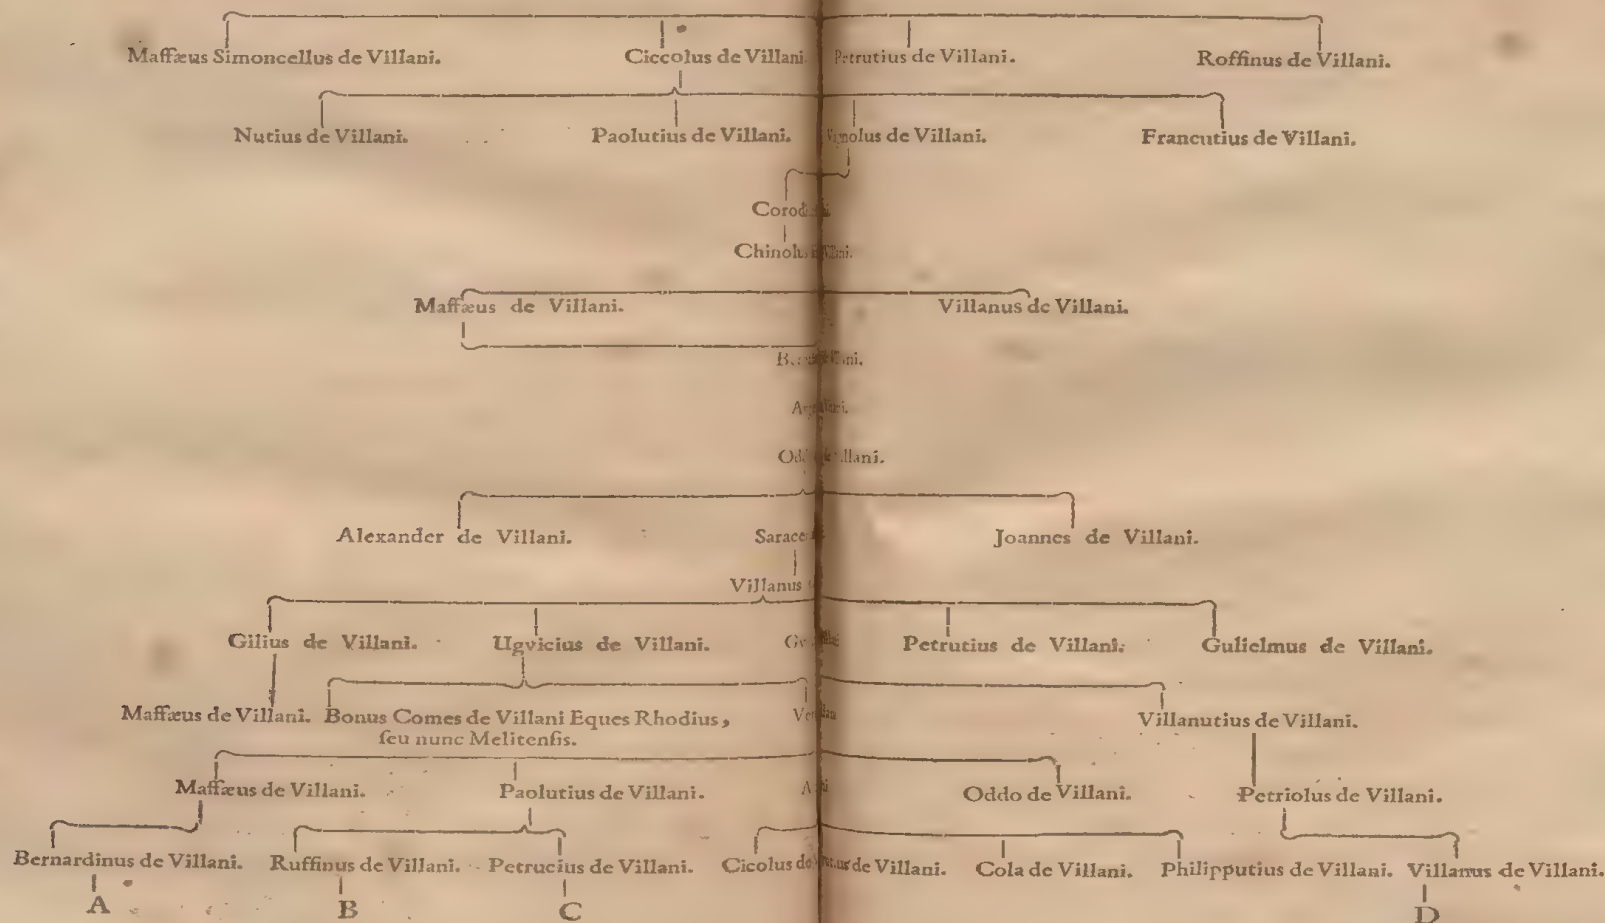 Maffæus Simoncellus de Villani. Ciccolus de Villani. Petrutius de Villani. Roffinus de Villani.
Nutius de Villani. Paolutius de Villani. de Villani. Francutius de Villani.
Maffæus de Villani. Villanus de Villani.
Alexander de Villani. Joannes de Villani.
Villanus
Gilius de Villani. Ugvicius de Villani. Petrutius de Villani. Gulielmus de Villani.
Maffæus de Villani. Bonus Comes de Villani Eques Rhodius, Villanutius de Villani.
ſeu nunc Melitenſis.
Maffæus de Villani. Paolutius de Villani. Oddo de Villani. Petriolus de Villani.
Bernardinus de Villani. Ruffinus de Villani. Petrucius de Villani. Cicolus de de Villani. Cola de Villani. Philipputius de Villani. Villanus de Villani.
A B C D